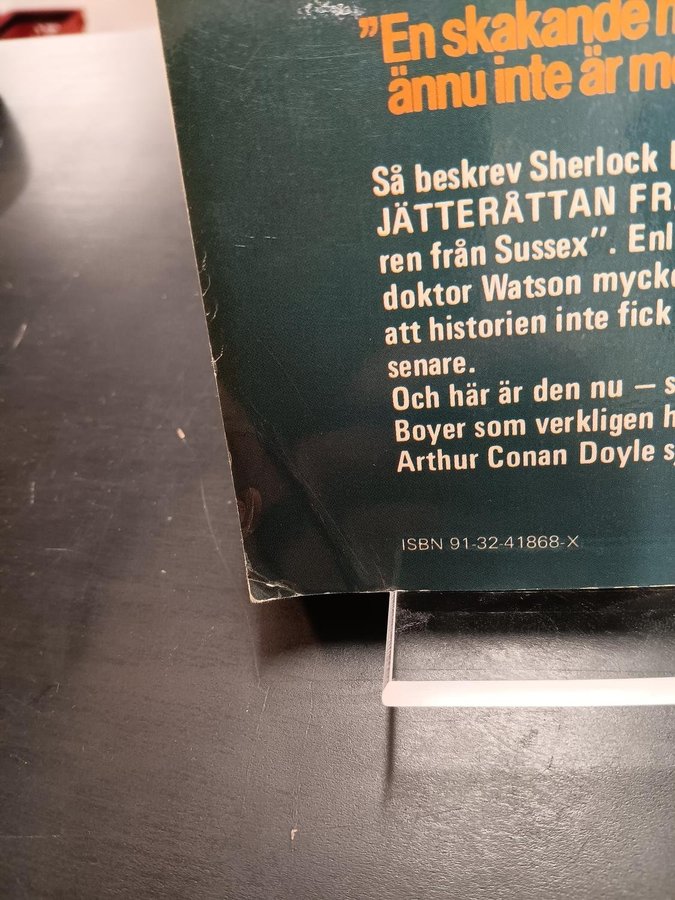 "En skakande
ännu inte är
Så beskrev Sherlock
JÄTTERÅTTAN
ren från Sussex". Enl
doktor Watson mycke
att historien inte fick
senare.
Och här är den nu — s
Boyer som verkligen h
Arthur Conan Doyle s
ISBN 91-32-41868-X